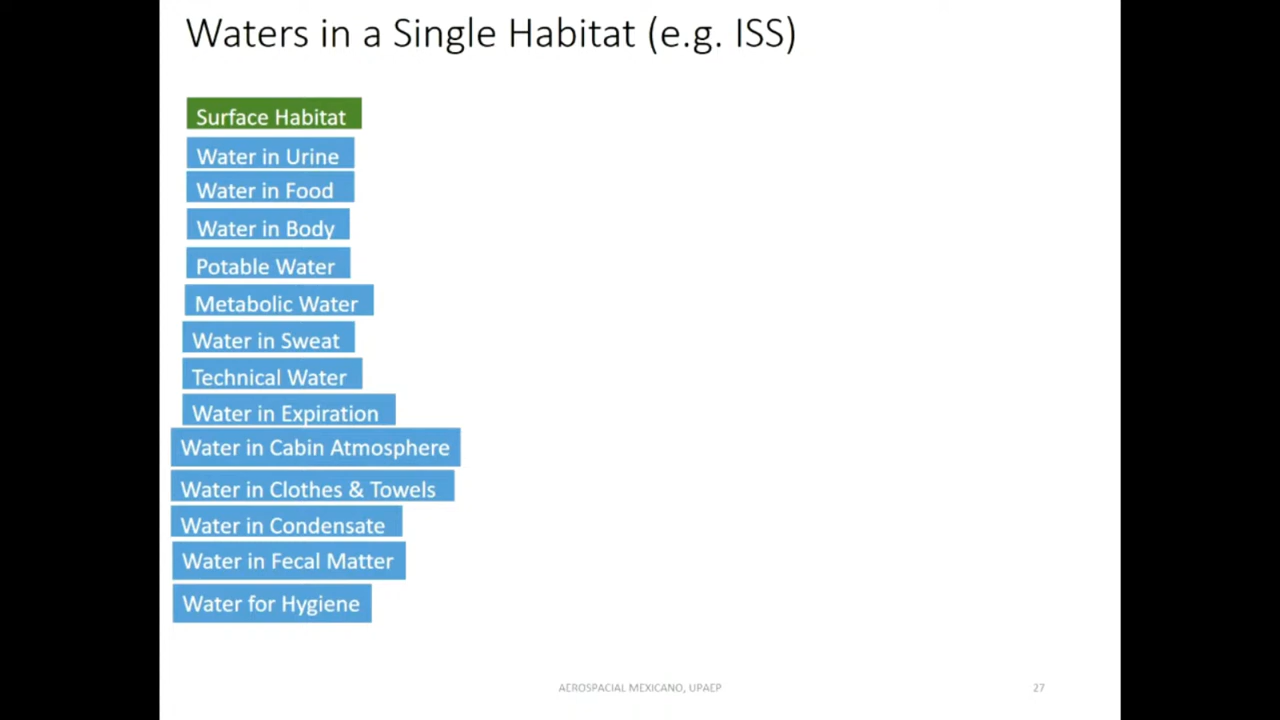 Waters in a Single Habitat (e.g. ISS)
Surface Habitat
Water in Urine
Water in Food
Water in Body
Potable Water
Metabolic Water
Water in Sweat
Technical Water
Water in Expiration
Water in Cabin Atmosphere
Water in Clothes & Towels
Water in Condensate
Water in Fecal Matter
Water for Hygiene
AEROSPACIAL MEXICANO, UPAEP
27